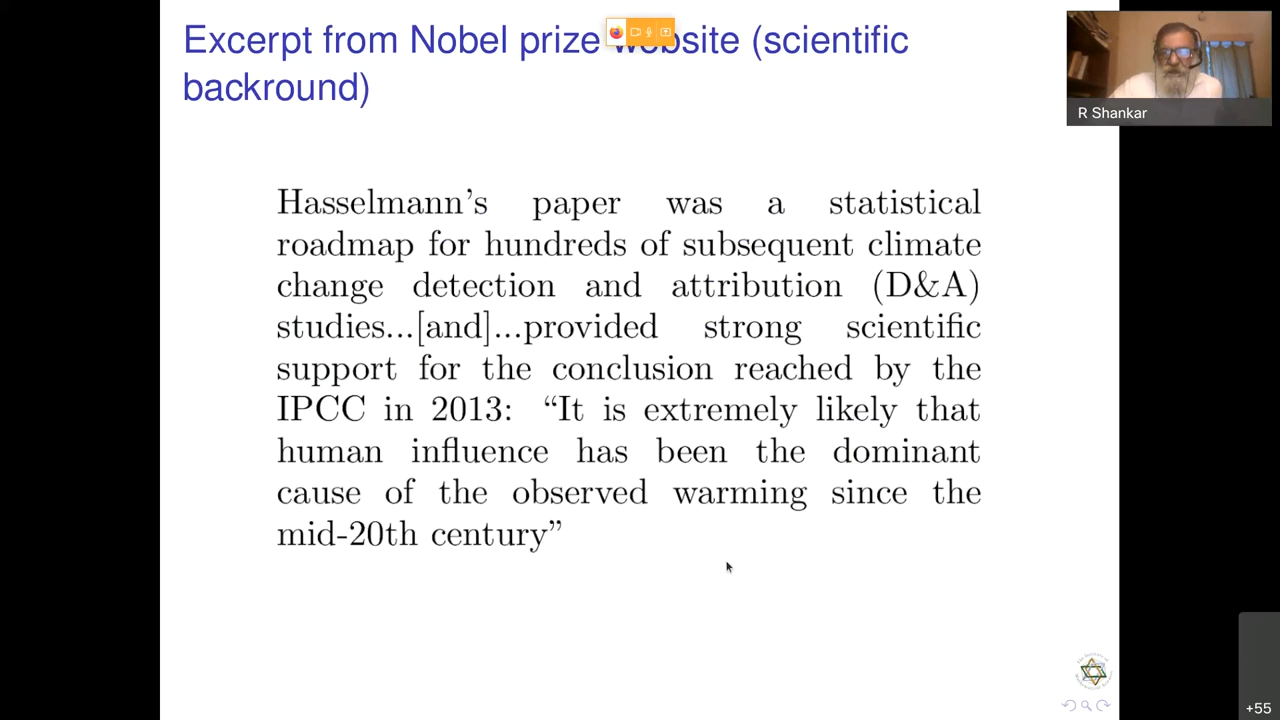 Excerpt from Nobel prize website (scientific
backround)
R Shankar
Hasselmann's paper was a statistical
roadmap for hundreds of subsequent climate
change detection and attribution (D&A)
studies...[and]...provided strong scientific
support for the conclusion reached by the
IPCC in 2013: “It is extremely likely that
human influence has been the dominant
cause of the observed warming since the
mid-20th century”
+55